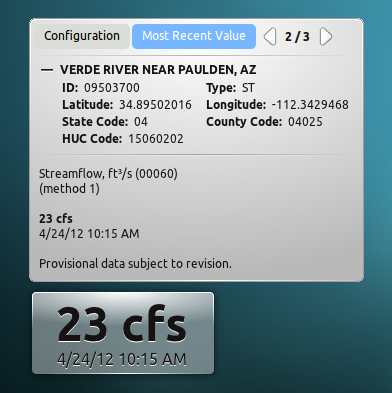 Configuration Most Recent Value 2 / 3
— VERDE RIVER NEAR PAULDEN, AZ
ID: 09503700 Type: ST
Latitude: 34.89502016 Longitude: -112.3429468
State Code: 04 County Code: 04025
HUC Code: 15060202
Streamflow, ft³/s (00060)
(method 1)
23 cfs
4/24/12 10:15 AM
Provisional data subject to revision.
23 cfs
4/24/12 10:15 AM